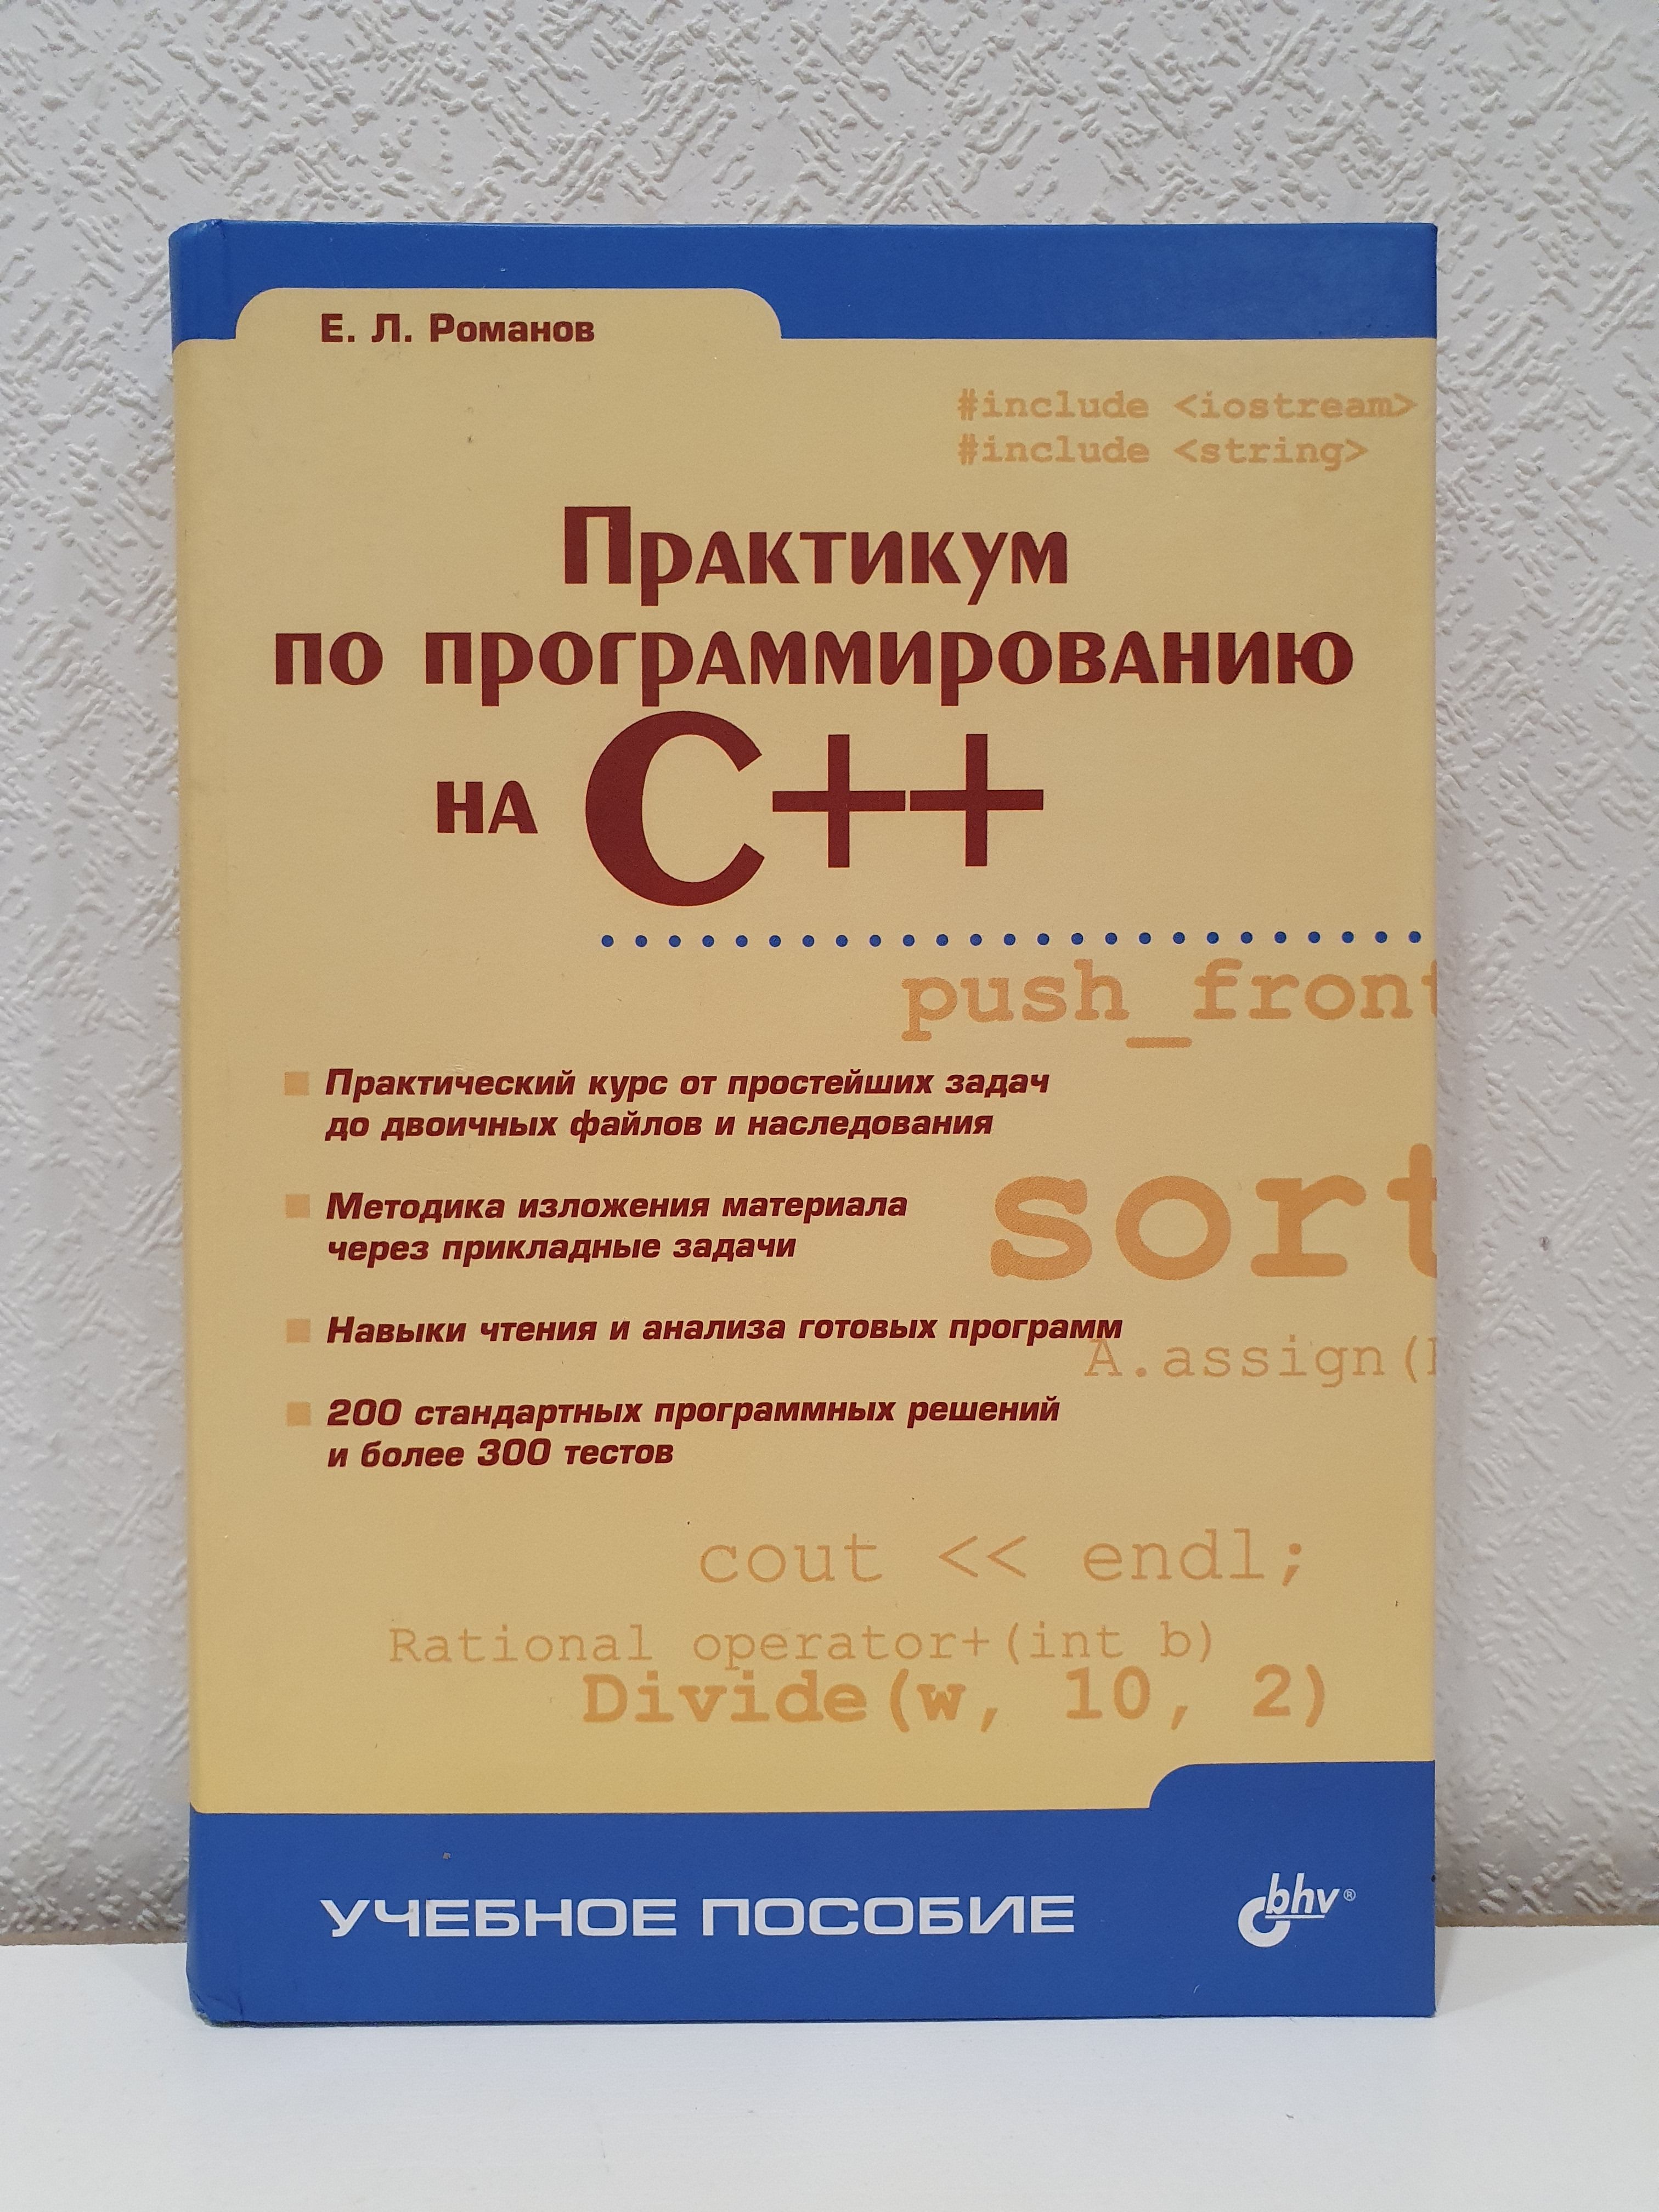 Е. Л. Романов
#include <iostream>
#include <string>
Практикум
по программированию
на C++
push_front
Практический курс от простейших задач
до двоичных файлов и наследования
Методика изложения материала
через прикладные задачи
sort
Навыки чтения и анализа готовых программ
A.assign(
200 стандартных программных решений
и более 300 тестов
cout << endl;
Rational operator+(int b)
Divide(w, 10, 2)
УЧЕБНОЕ ПОСОБИЕ
bhv®